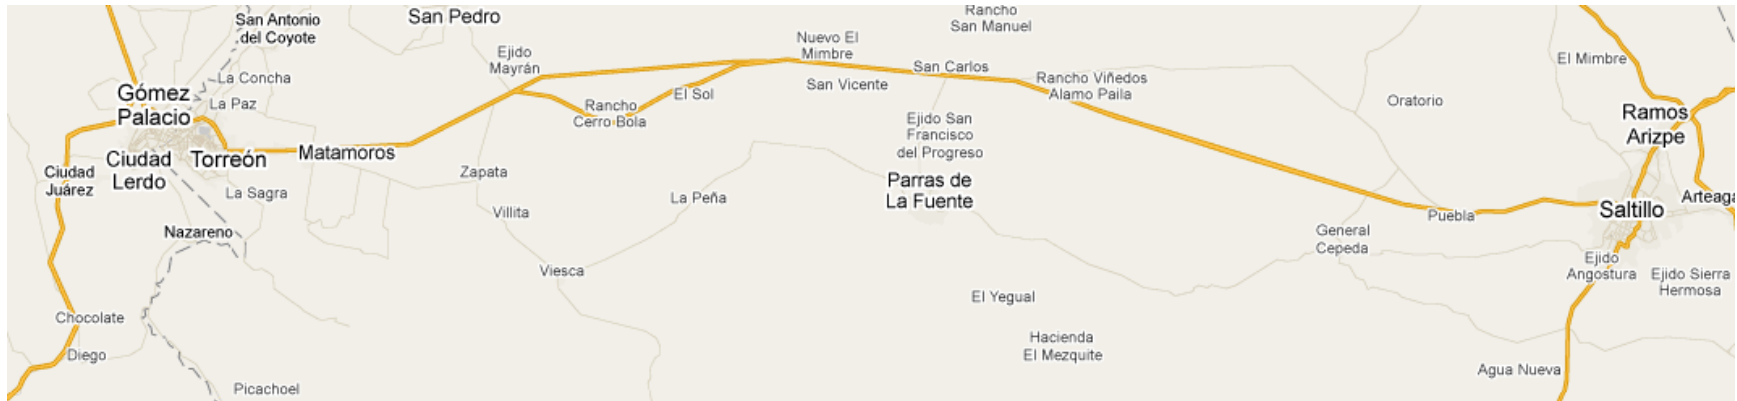 San Antonio
del Coyote
San Pedro
Rancho
San Manuel
Ejido
Mayrán
Nuevo El
Mimbre
San Carlos
El Mimbre
La Concha
Gómez
Palacio
La Paz
El Sol
San Vicente
Rancho Viñedos
Alamo Paila
Oratorio
Ramos
Arizpe
Rancho
Cerro Bola
Ejido San
Francisco
del Progreso
Ciudad
Lerdo
Torreón
Matamoros
Ciudad
Juárez
Zapata
Parras de
La Fuente
La Sagra
La Peña
Arteaga
Villita
Puebla
Saltillo
Nazareno
General
Cepeda
Viesca
Ejido
Angostura
Ejido Sierra
Hermosa
El Yegual
Chocolate
Hacienda
El Mezquite
Diego
Agua Nueva
Picachoel